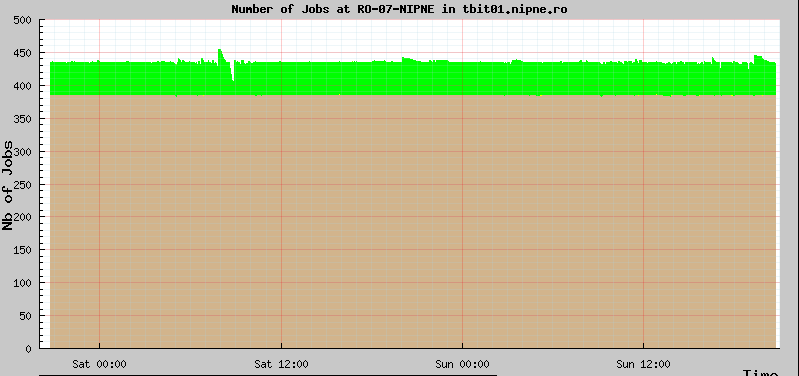 Number of Jobs at RO-07-NIPNE in tbit01.nipne.ro
500
450
400
350
300
250
200
150
100
50
0
Nb of Jobs
Sat 00:00 Sat 12:00 Sun 00:00 Sun 12:00
Time